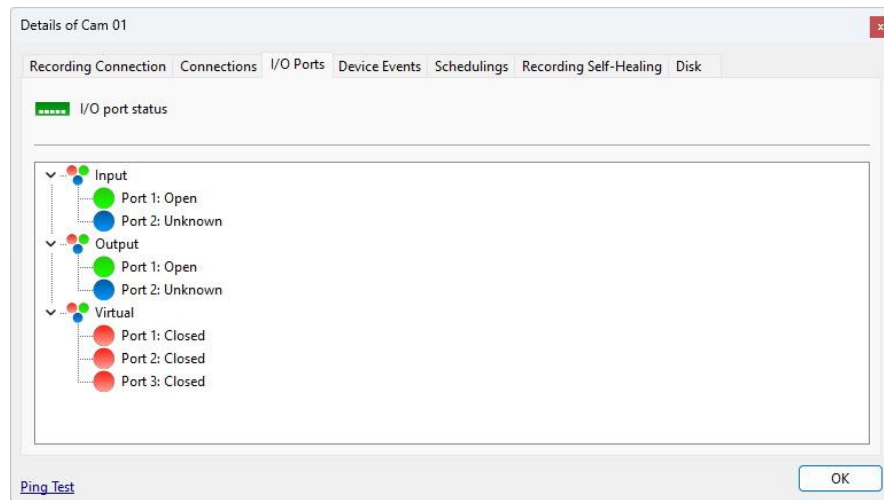 Details of Cam 01
x
Recording Connection Connections I/O Ports Device Events Schedulings Recording Self-Healing Disk
I/O port status
Input
Port 1: Open
Port 2: Unknown
Output
Port 1: Open
Port 2: Unknown
Virtual
Port 1: Closed
Port 2: Closed
Port 3: Closed
Ping Test
OK